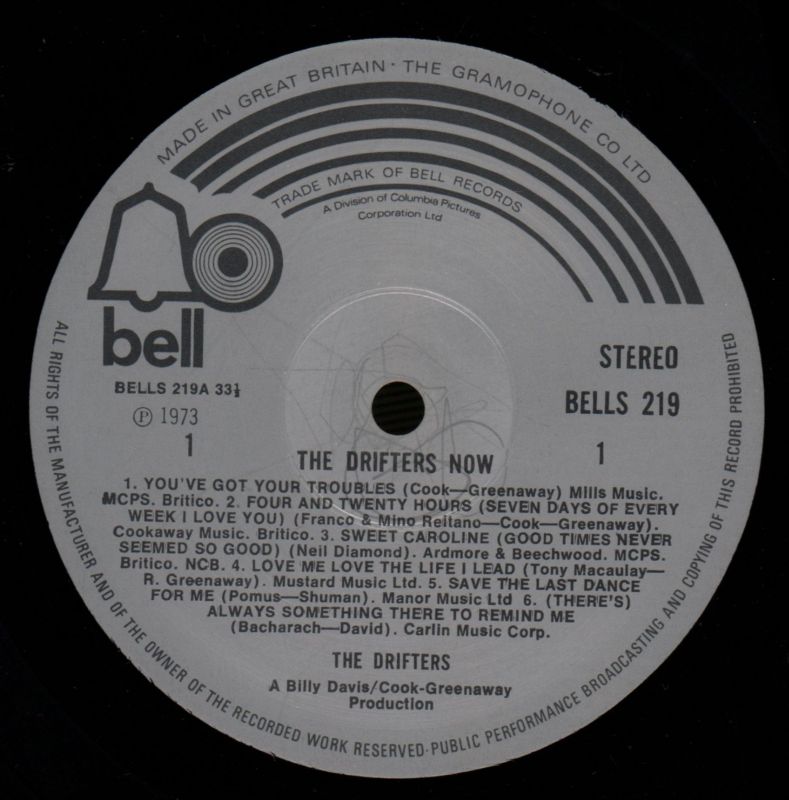 MADE IN GREAT BRITAIN · THE GRAMOPHONE CO LTD
TRADE MARK OF BELL RECORDS
A Division of Columbia Pictures
Corporation Ltd
bell
STEREO
BELLS 219A 33⅓
BELLS 219
Ⓟ 1973
1
1
THE DRIFTERS NOW
1. YOU'VE GOT YOUR TROUBLES (Cook—Greenaway) Mills Music.
MCPS. Britico. 2. FOUR AND TWENTY HOURS (SEVEN DAYS OF EVERY
WEEK I LOVE YOU) (Franco & Mino Reitano—Cook—Greenaway).
Cookaway Music. Britico. 3. SWEET CAROLINE (GOOD TIMES NEVER
SEEMED SO GOOD) (Neil Diamond). Ardmore & Beechwood. MCPS.
Britico. NCB. 4. LOVE ME LOVE THE LIFE I LEAD (Tony Macaulay—
R. Greenaway). Mustard Music Ltd. 5. SAVE THE LAST DANCE
FOR ME (Pomus—Shuman). Manor Music Ltd 6. (THERE'S)
ALWAYS SOMETHING THERE TO REMIND ME
(Bacharach—David). Carlin Music Corp.
THE DRIFTERS
A Billy Davis/Cook-Greenaway
Production
ALL RIGHTS OF THE MANUFACTURER AND OF THE OWNER OF THE RECORDED WORK RESERVED·PUBLIC PERFORMANCE BROADCASTING AND COPYING OF THIS RECORD PROHIBITED